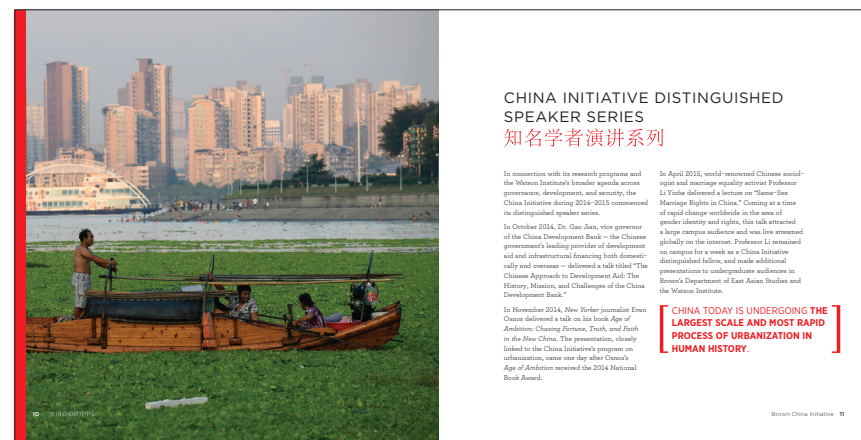 CHINA INITIATIVE DISTINGUISHED
SPEAKER SERIES
知名学者演讲系列
In connection with its research programs and
the Watson Institute's broader agenda across
governance, development, and security, the
China Initiative during 2014-2015 commenced
its distinguished speaker series.
In October 2014, Dr. Gao Jian, vice governor
of the China Development Bank — the Chinese
government's leading provider of development
aid and infrastructural financing both domesti-
cally and overseas — delivered a talk titled "The
Chinese Approach to Development Aid: The
History, Mission, and Challenges of the China
Development Bank."
In November 2014, New Yorker journalist Evan
Osnos delivered a talk on his book Age of
Ambition: Chasing Fortune, Truth, and Faith
in the New China. The presentation, closely
linked to the China Initiative's program on
urbanization, came one day after Osnos's
Age of Ambition received the 2014 National
Book Award.
In April 2015, world-renowned Chinese sociol-
ogist and marriage equality activist Professor
Li Yinhe delivered a lecture on "Same-Sex
Marriage Rights in China." Coming at a time
of rapid change worldwide in the area of
gender identity and rights, this talk attracted
a large campus audience and was live streamed
globally on the internet. Professor Li remained
on campus for a week as a China Initiative
distinguished fellow, and made additional
presentations to undergraduate audiences in
Brown's Department of East Asian Studies and
the Watson Institute.
CHINA TODAY IS UNDERGOING THE
LARGEST SCALE AND MOST RAPID
PROCESS OF URBANIZATION IN
HUMAN HISTORY.
10
Brown China Initiative 11